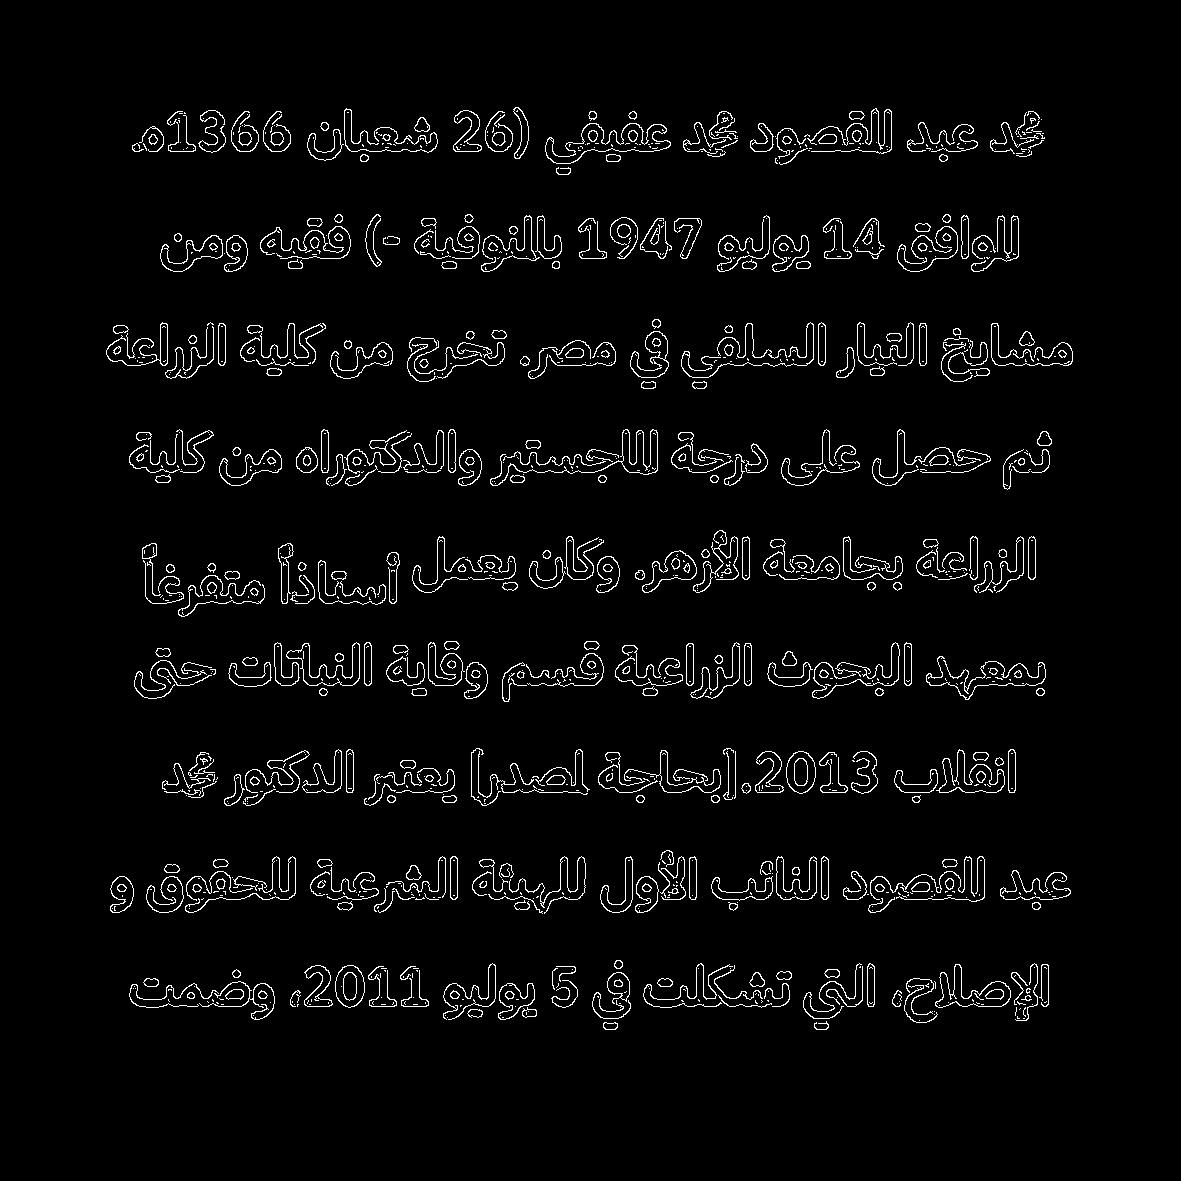 محمد عبد المقصود محمد عفيفي (26 شعبان 1366ه.
الموافق 14 يوليو 1947 بالمنوفية -) فقيه ومن
مشايخ التيار السلفي في مصر. تخرج من كلية الزراعة
ثم حصل على درجة الماجستير والدكتوراه من كلية
الزراعة بجامعة الأزهر. وكان يعمل أستاذاً متفرغاً
بمعهد البحوث الزراعية قسم وقاية النباتات حتى
انقلاب 2013.[بحاجة لمصدر] يعتبر الدكتور محمد
عبد المقصود النائب الأول للهيئة الشرعية للحقوق و
الإصلاح، التي تشكلت في 5 يوليو 2011، وضمت